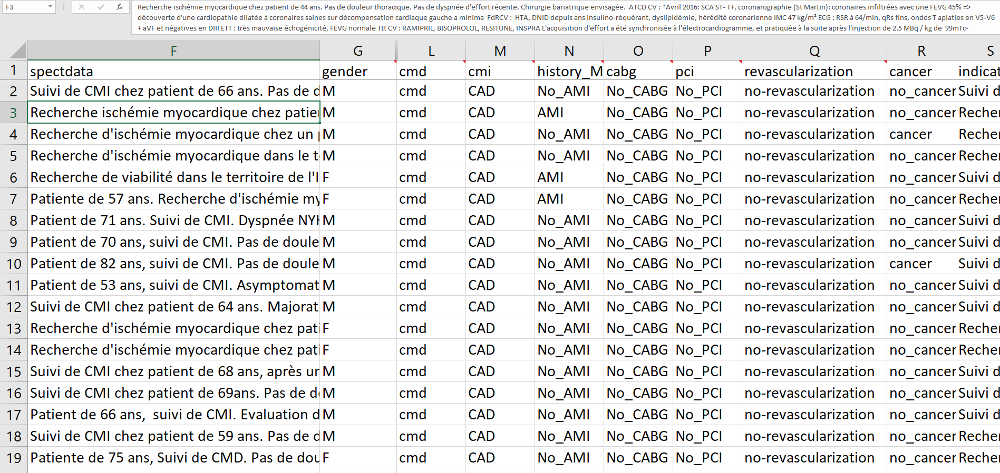 F3 fx Recherche ischémie myocardique chez patient de 44 ans. Pas de douleur thoracique. Pas de dyspnée d'effort récente. Chirurgie bariatrique envisagée. ATCD CV : *Avril 2016: SCA ST- T+, coronarographie (St Martin): coronaires infiltrées avec une FEVG 45% =>
découverte d'une cardiopathie dilatée à coronaires saines sur décompensation cardiaque gauche a minima FdRCV : HTA, DNID depuis ans insulino-réquérant, dyslipidémie, hérédité coronarienne IMC 47 kg/m² ECG : RSR à 64/min, qRs fins, ondes T aplaties en V5-V6
+ aVF et négatives en DIII ETT : très mauvaise échogénicité, FEVG normale Ttt CV : RAMIPRIL, BISOPROLOL, RESITUNE, INSPRA L'acquisition d'effort a été synchronisée à l'électrocardiogramme, et pratiquée à la suite après l'injection de 2.5 MBq / kg de 99mTc-
F G L M N O P Q R S
1 spectdata gender cmd cmi history_M cabg pci revascularization cancer indicat
2 Suivi de CMI chez patient de 66 ans. Pas de d M cmd CAD No_AMI No_CABG No_PCI no-revascularization no_cancer Suivi d
3 Recherche ischémie myocardique chez patie M cmd CAD AMI No_CABG No_PCI no-revascularization no_cancer Recher
4 Recherche d'ischémie myocardique chez un p M cmd CAD No_AMI No_CABG No_PCI no-revascularization cancer Recher
5 Recherche d'ischémie myocardique dans le t M cmd CAD No_AMI No_CABG No_PCI no-revascularization no_cancer Recher
6 Recherche de viabilité dans le territoire de l'I F cmd CAD AMI No_CABG No_PCI no-revascularization no_cancer Suivi d
7 Patiente de 57 ans. Recherche d'ischémie my F cmd CAD AMI No_CABG No_PCI no-revascularization no_cancer Recher
8 Patient de 71 ans. Suivi de CMI. Dyspnée NYH M cmd CAD No_AMI No_CABG No_PCI no-revascularization no_cancer Suivi d
9 Patient de 70 ans, suivi de CMI. Pas de doule M cmd CAD No_AMI No_CABG No_PCI no-revascularization no_cancer Suivi d
10 Patient de 82 ans, suivi de CMI. Pas de doule M cmd CAD No_AMI No_CABG No_PCI no-revascularization cancer Suivi d
11 Patient de 53 ans, suivi de CMI. Asymptomat M cmd CAD No_AMI No_CABG No_PCI no-revascularization no_cancer Suivi d
12 Suivi de CMI chez patient de 64 ans. Majorat M cmd CAD No_AMI No_CABG No_PCI no-revascularization no_cancer Suivi d
13 Recherche d'ischémie myocardique chez pati F cmd CAD No_AMI No_CABG No_PCI no-revascularization no_cancer Recher
14 Recherche d'ischémie myocardique chez pati F cmd CAD No_AMI No_CABG No_PCI no-revascularization no_cancer Recher
15 Suivi de CMI chez patient de 68 ans, après un M cmd CAD No_AMI No_CABG No_PCI no-revascularization no_cancer Suivi d
16 Suivi de CMI chez patient de 69ans. Pas de do M cmd CAD No_AMI No_CABG No_PCI no-revascularization no_cancer Suivi d
17 Patient de 66 ans, suivi de CMI. Evaluation d M cmd CAD No_AMI No_CABG No_PCI no-revascularization no_cancer Suivi d
18 Suivi de CMI chez patient de 59 ans. Pas de d M cmd CAD No_AMI No_CABG No_PCI no-revascularization no_cancer Recher
19 Patiente de 75 ans, Suivi de CMD. Pas de dou F cmd CAD No_AMI No_CABG No_PCI no-revascularization no_cancer Recher